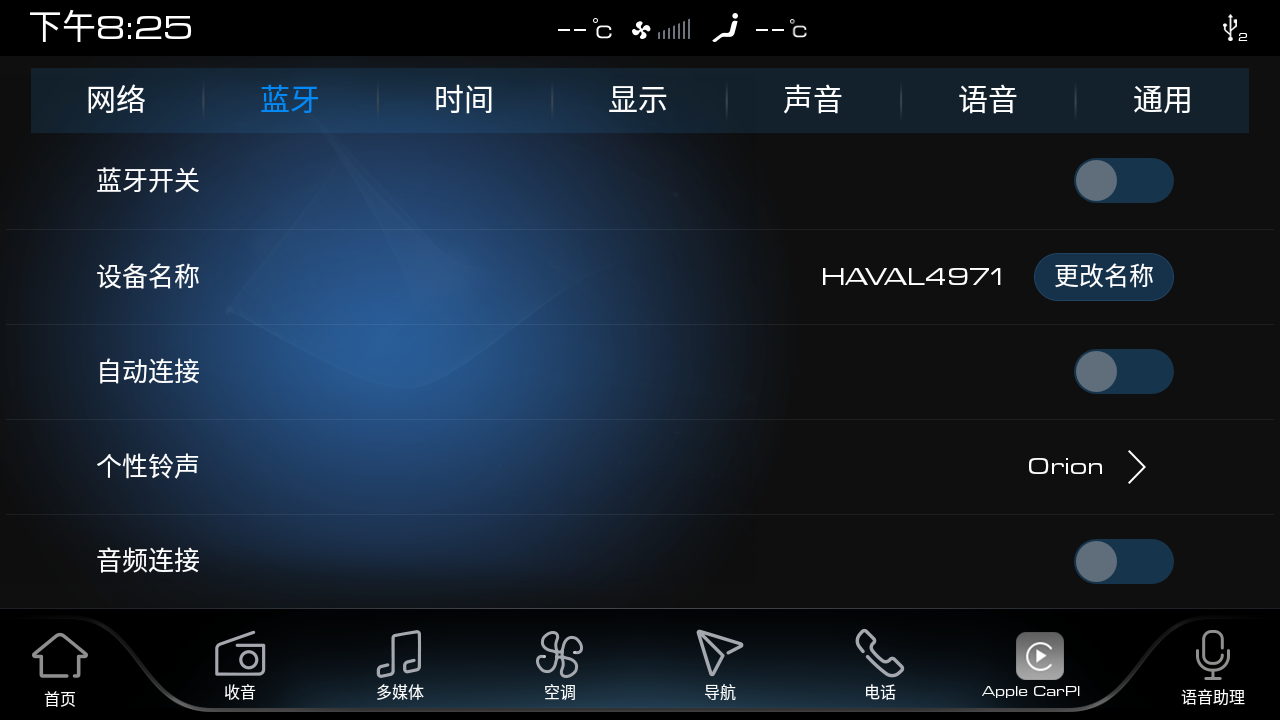 下午8:25 --°C --°C 2
网络 蓝牙 时间 显示 声音 语音 通用
蓝牙开关
设备名称 HAVAL4971 更改名称
自动连接
个性铃声 Orion
音频连接
首页 收音 多媒体 空调 导航 电话 Apple CarPl 语音助理